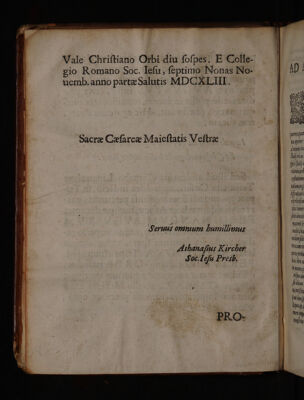 Vale Christiano Orbi diu sospes. E Colle-
gio Romano Soc. Iesu, septimo Nonas No-
uemb. anno partæ Salutis MDCXLIII.
Sacræ Cæsareæ Maiestatis Vestræ
Seruus omnium humillimus
Athanasius Kircher
Soc. Iesu Presb.
PRO-
AD